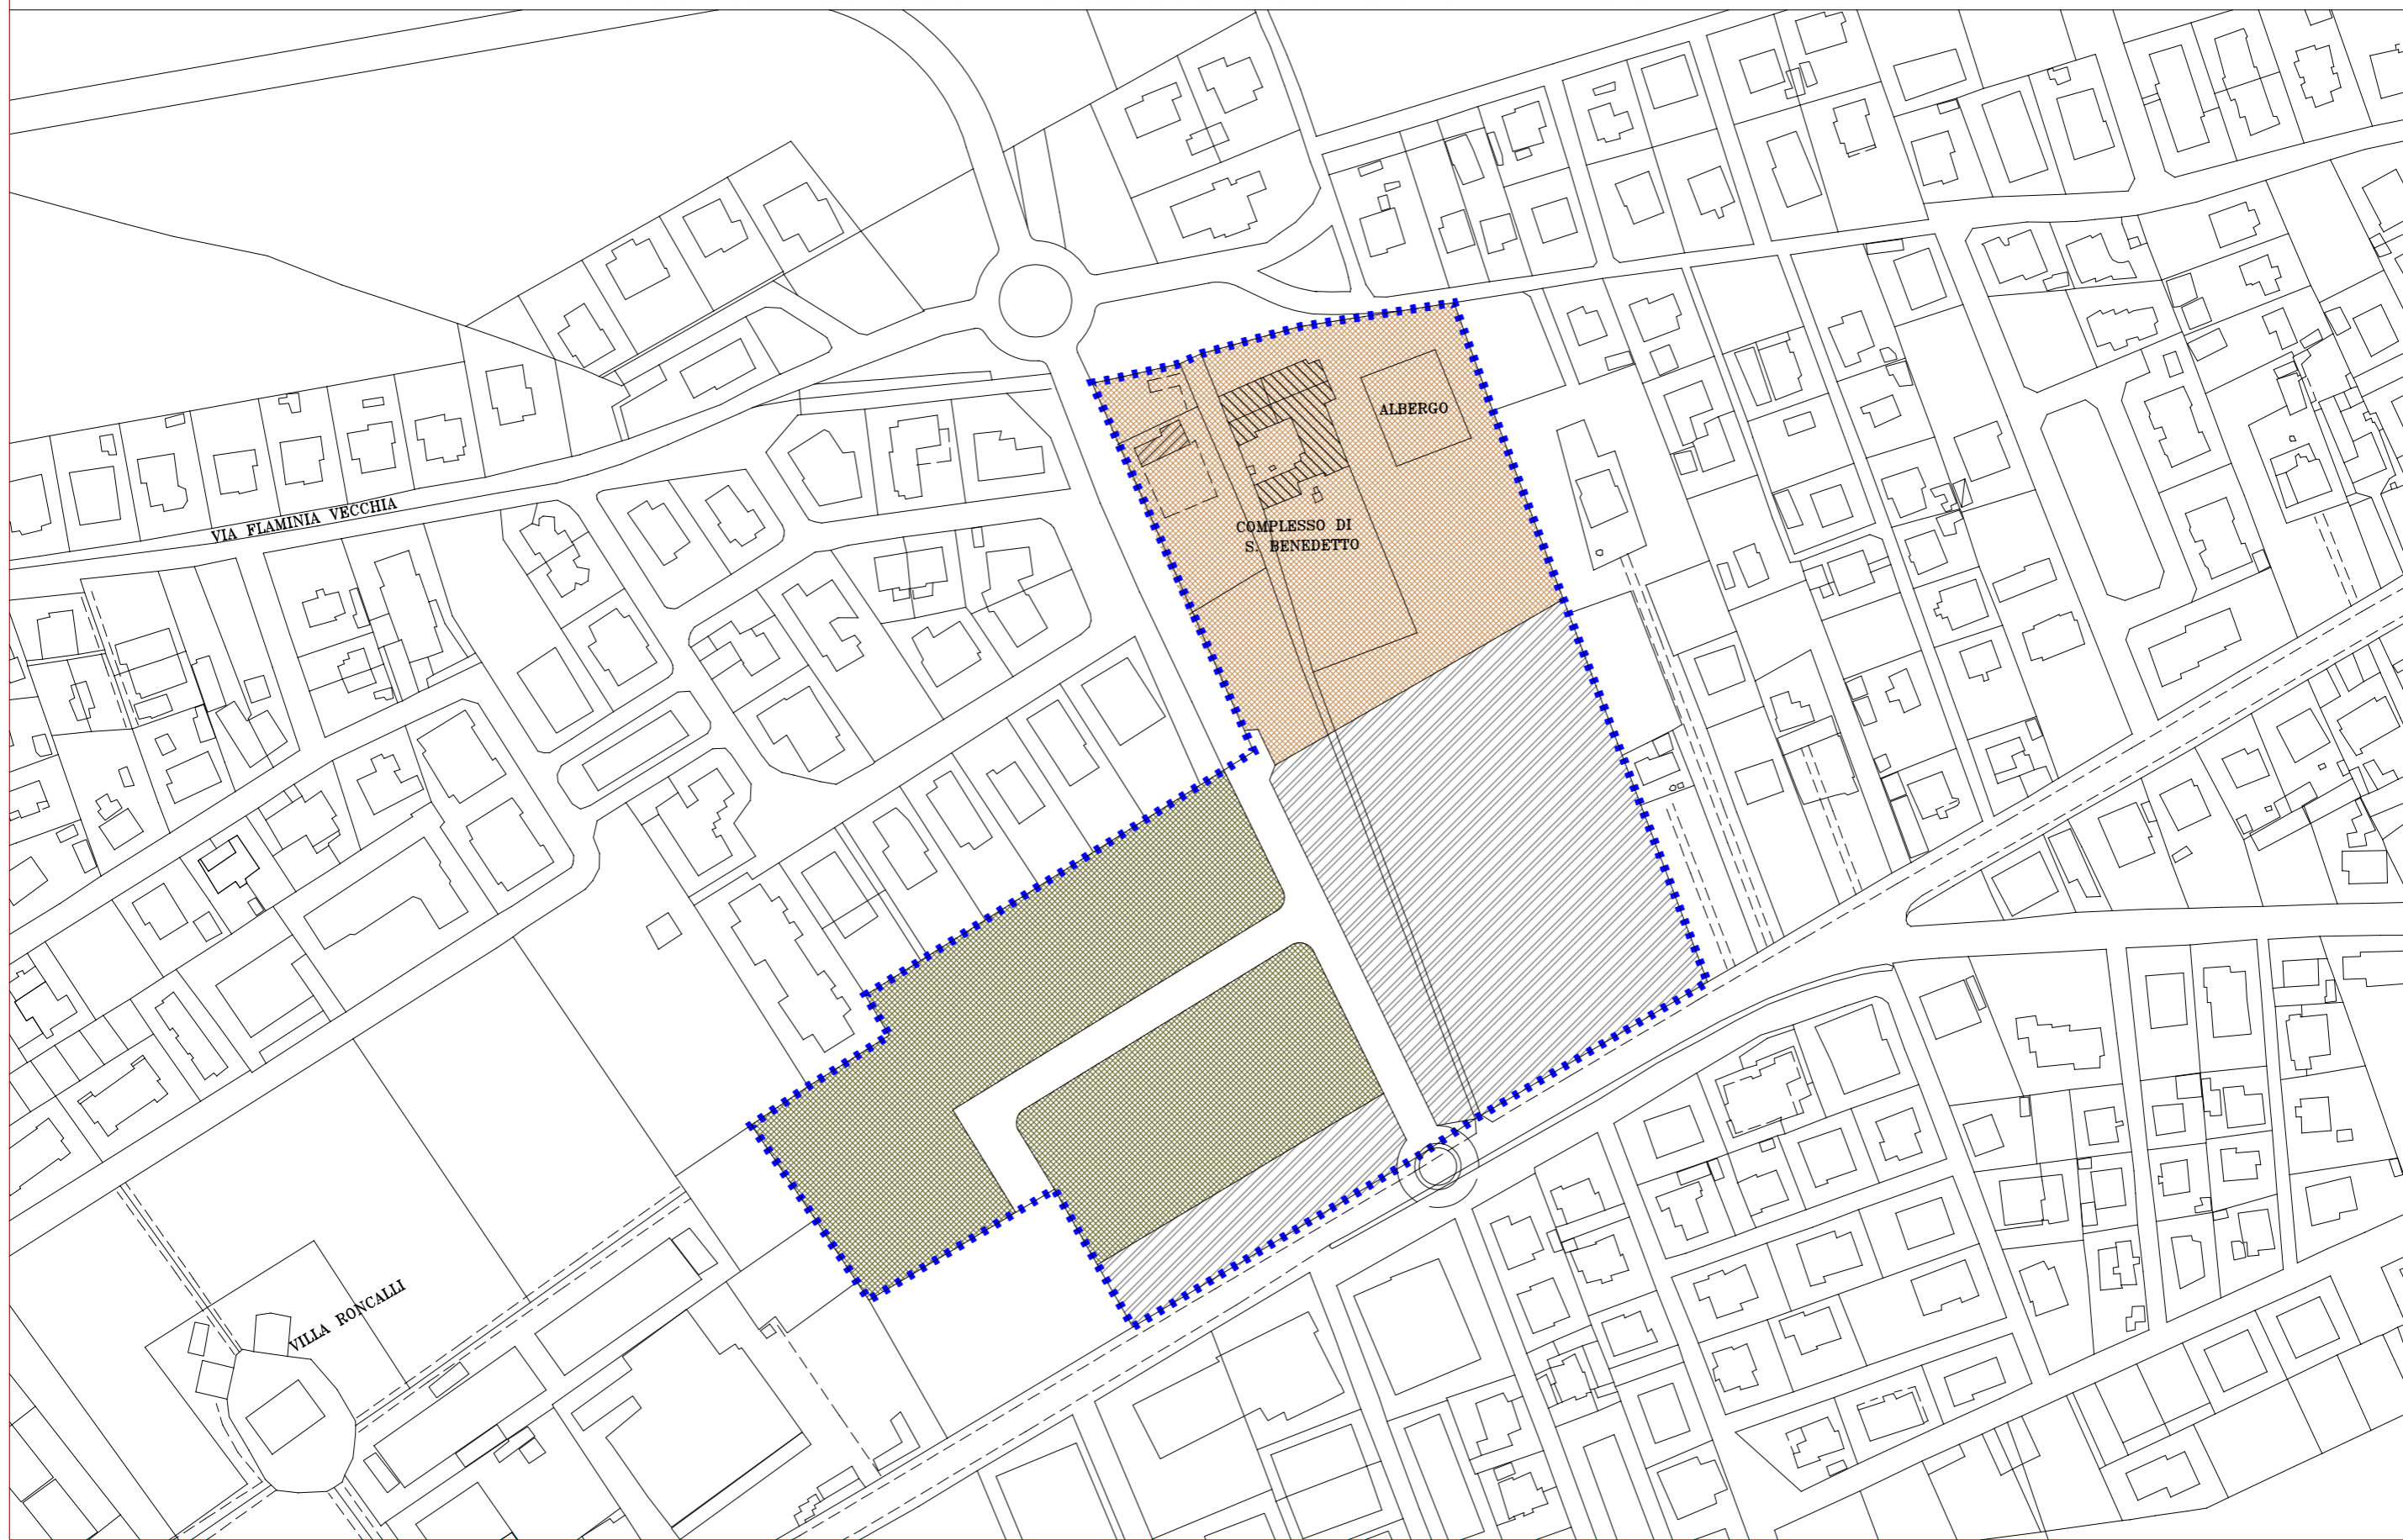 ALBERGO
VIA FLAMINIA VECCHIA
COMPLESSO DI
S. BENEDETTO
VILLA RONCALLI